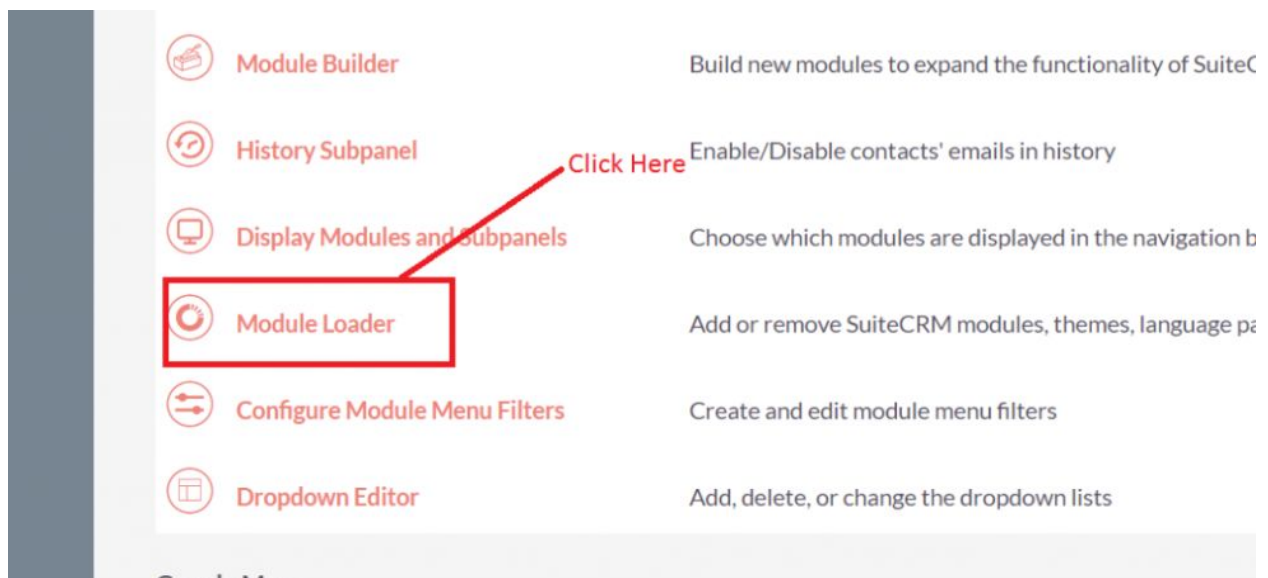 Module Builder
Build new modules to expand the functionality of Suite
History Subpanel
Click Here
Enable/Disable contacts' emails in history
Display Modules and Subpanels
Choose which modules are displayed in the navigation b
Module Loader
Add or remove SuiteCRM modules, themes, language pa
Configure Module Menu Filters
Create and edit module menu filters
Dropdown Editor
Add, delete, or change the dropdown lists